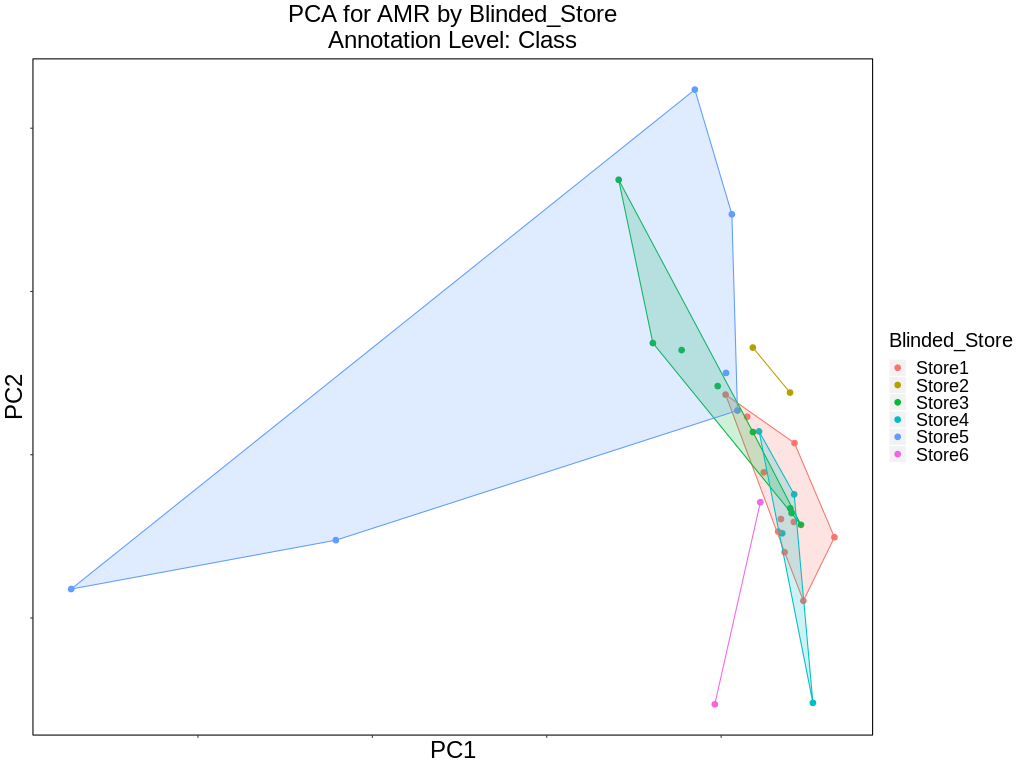 PCA for AMR by Blinded_Store
Annotation Level: Class
PC2
PC1
Blinded_Store
Store1
Store2
Store3
Store4
Store5
Store6